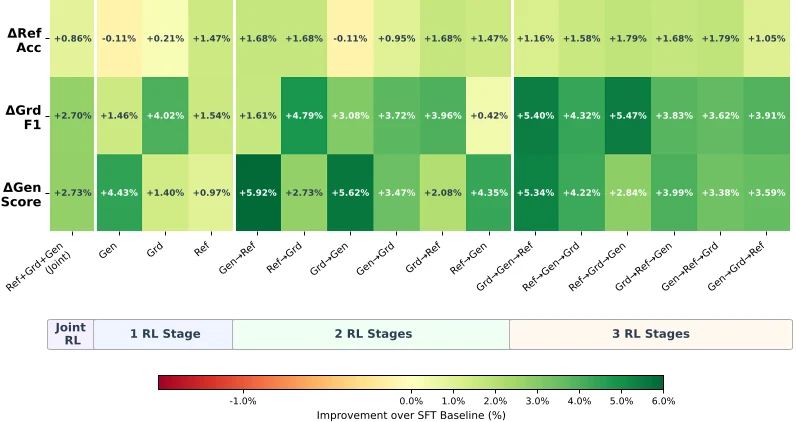 ΔRef
Acc
+0.86% -0.11% +0.21% +1.47% +1.68% +1.68% -0.11% +0.95% +1.68% +1.47% +1.16% +1.58% +1.79% +1.68% +1.79% +1.05%
ΔGrd
F1
+2.70% +1.46% +4.02% +1.54% +1.61% +4.79% +3.08% +3.72% +3.96% +0.42% +5.40% +4.32% +5.47% +3.83% +3.62% +3.91%
ΔGen
Score
+2.73% +4.43% +1.40% +0.97% +5.92% +2.73% +5.62% +3.47% +2.08% +4.35% +5.34% +4.22% +2.84% +3.99% +3.38% +3.59%
Ref+Grd+Gen
(Joint)
Gen
Grd
Ref
Gen→Ref
Ref→Grd
Grd→Gen
Gen→Grd
Grd→Ref
Ref→Gen
Grd→Gen→Ref
Ref→Gen→Grd
Ref→Grd→Gen
Grd→Ref→Gen
Gen→Ref→Grd
Gen→Grd→Ref
Joint
RL
1 RL Stage
2 RL Stages
3 RL Stages
-1.0% 0.0% 1.0% 2.0% 3.0% 4.0% 5.0% 6.0%
Improvement over SFT Baseline (%)